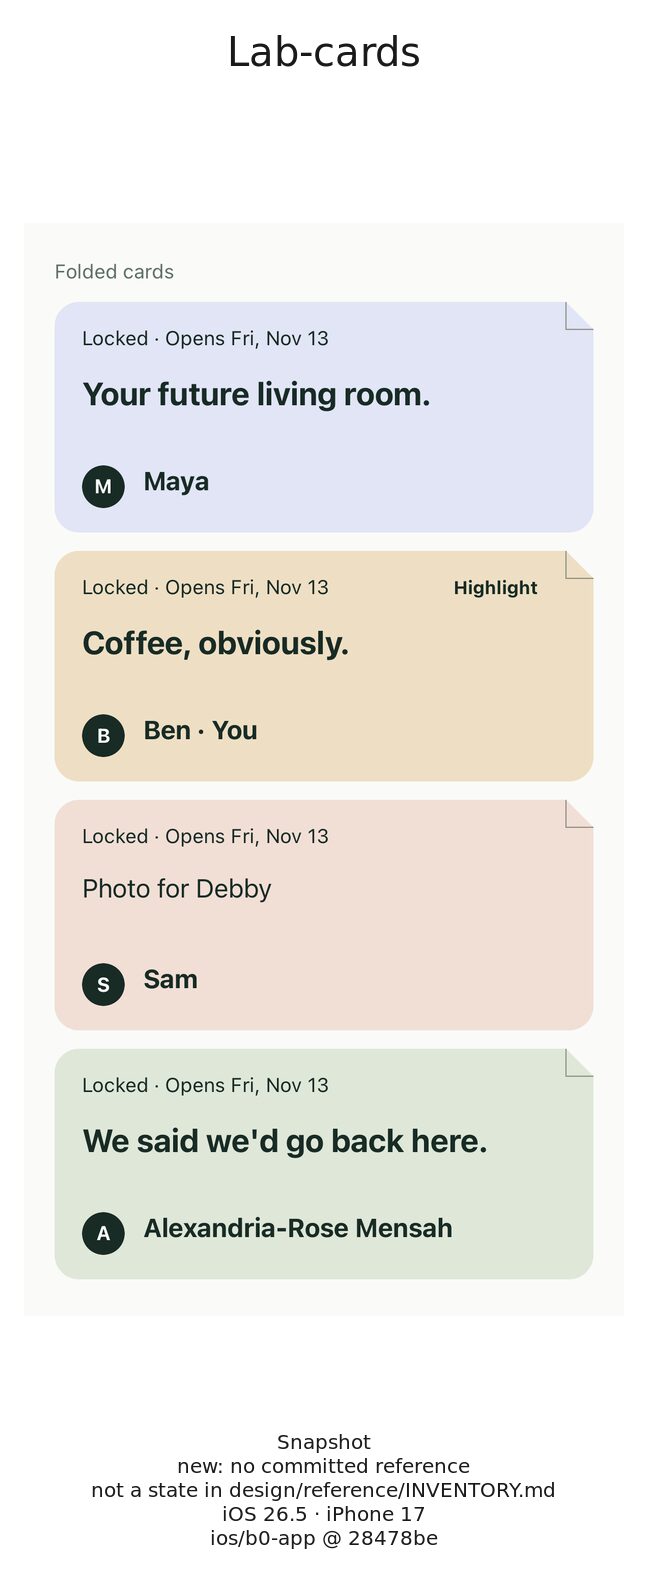 Lab-cards
Folded cards
Locked · Opens Fri, Nov 13
Your future living room.
M Maya
Locked · Opens Fri, Nov 13 Highlight
Coffee, obviously.
B Ben · You
Locked · Opens Fri, Nov 13
Photo for Debby
S Sam
Locked · Opens Fri, Nov 13
We said we'd go back here.
A Alexandria-Rose Mensah
Snapshot
new: no committed reference
not a state in design/reference/INVENTORY.md
iOS 26.5 · iPhone 17
ios/b0-app @ 28478be